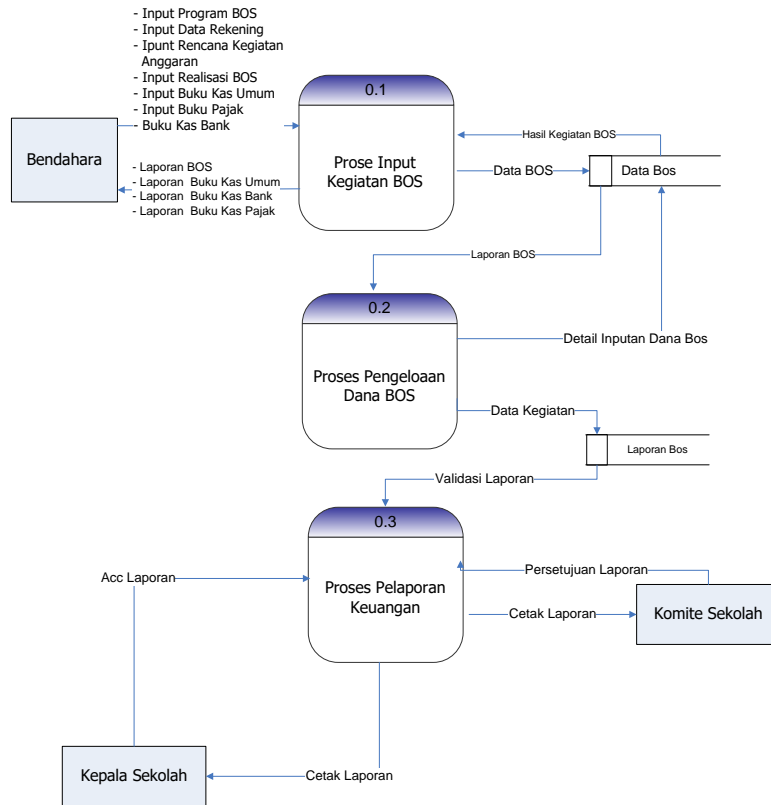 - Input Program BOS
- Input Data Rekening
- Ipunt Rencana Kegiatan
Anggaran
- Input Realisasi BOS
- Input Buku Kas Umum
- Input Buku Pajak
- Buku Kas Bank
0.1
Prose Input
Kegiatan BOS
Bendahara
- Laporan BOS
- Laporan Buku Kas Umum
- Laporan Buku Kas Bank
- Laporan Buku Kas Pajak
Hasil Kegiatan BOS
Data BOS
Data Bos
Laporan BOS
0.2
Proses Pengeloaan
Dana BOS
Detail Inputan Dana Bos
Data Kegiatan
Laporan Bos
Validasi Laporan
0.3
Proses Pelaporan
Keuangan
Acc Laporan
Persetujuan Laporan
Cetak Laporan
Komite Sekolah
Kepala Sekolah
Cetak Laporan